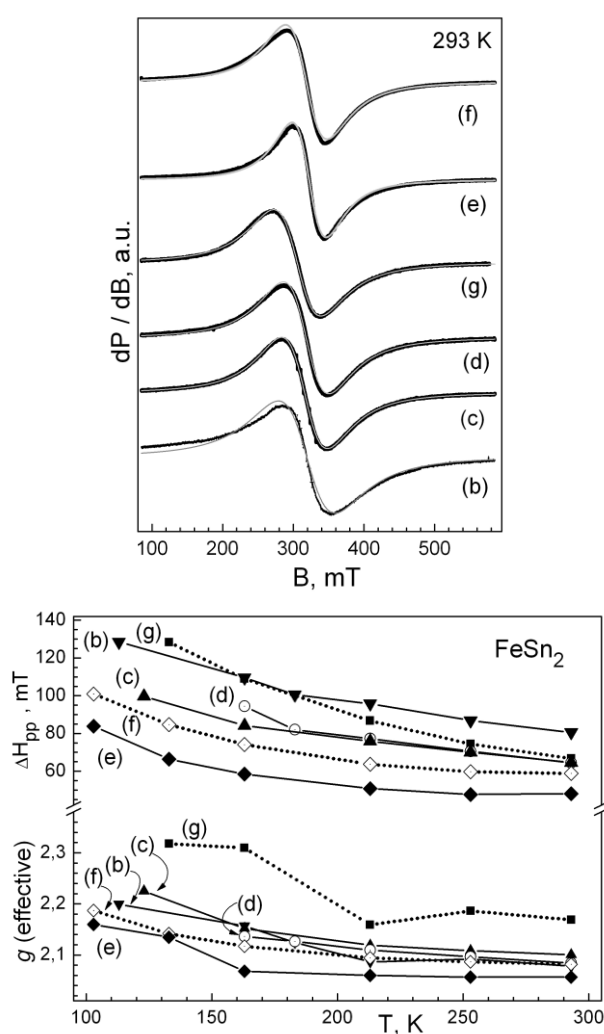 293 K
(f)
(e)
(g)
(d)
(c)
(b)
dP / dB, a.u.
100 200 300 400 500
B, mT
140
120
100
80
60
ΔHpp , mT
FeSn2
(b) (g)
(c)
(d)
(f)
(e)
2,3
2,2
2,1
g (effective)
(g)
(c)
(b)
(f)
(d)
(e)
100 150 200 250 300
T, K